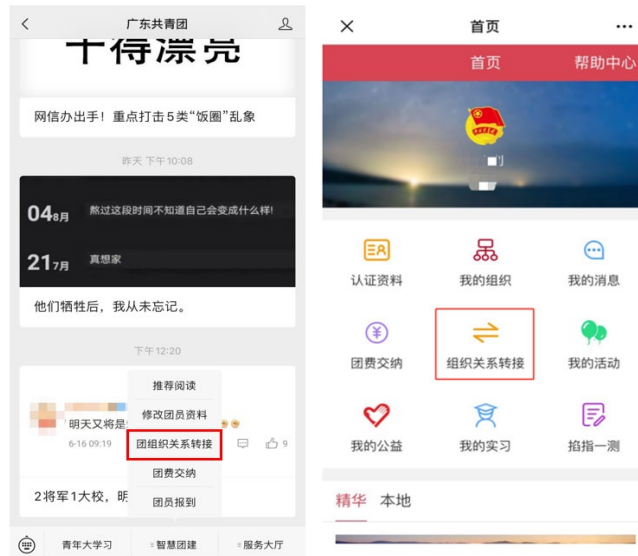 广东共青团
干得漂亮
网信办出手！重点打击5类“饭圈”乱象
昨天 下午10:08
04 8月 熬过这段时间不知道自己会变成什么样!
21 7月 真想家
他们牺牲后，我从未忘记。
下午12:20
推荐阅读
修改团员资料
明天又将是
6-16 09:19
团组织关系转接
9
团费交纳
2将军1大校，明
团员报到
青年大学习
智慧团建
服务大厅
首页
首页 帮助中心
认证资料 我的组织 我的消息
团费交纳 组织关系转接 我的活动
我的公益 我的实习 掐指一测
精华 本地